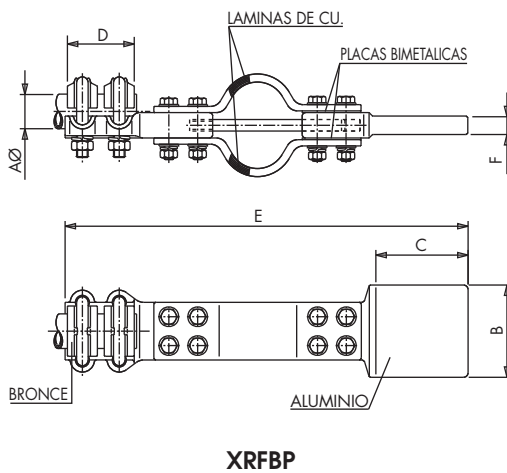 LAMINAS DE CU.
D
PLACAS BIMETALICAS
AØ
F
E
C
B
BRONCE
ALUMINIO
XRFBP